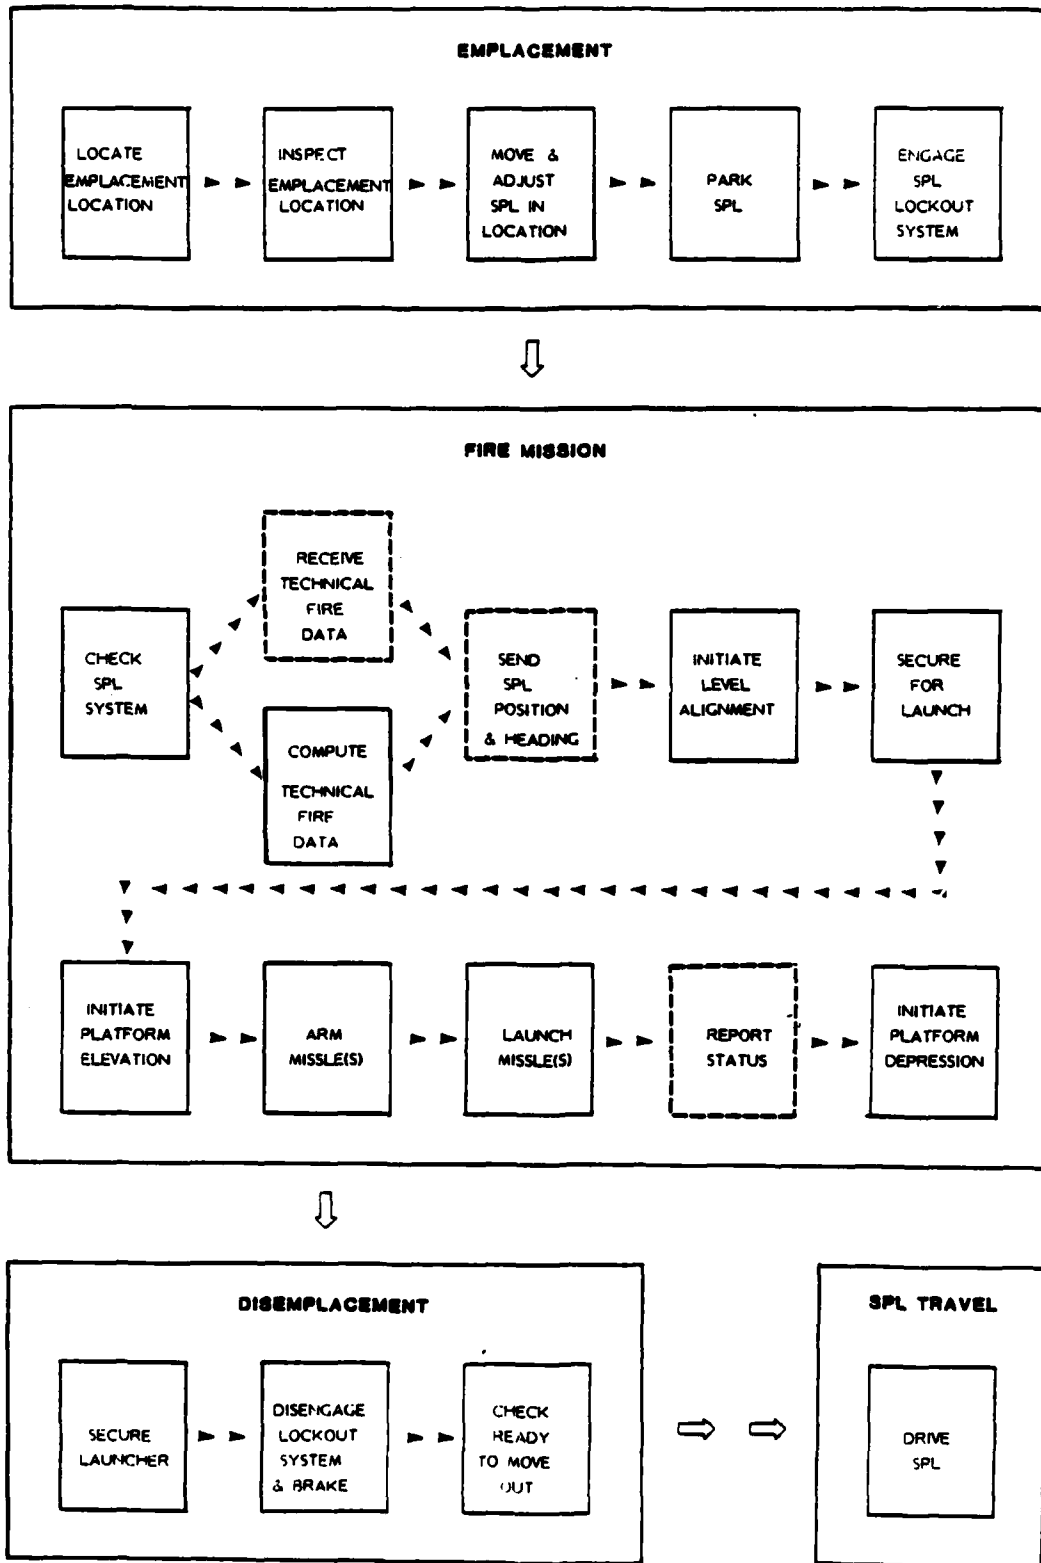 EMPLACEMENT
LOCATE
EMPLACEMENT
LOCATION
INSPECT
EMPLACEMENT
LOCATION
MOVE &
ADJUST
SPL IN
LOCATION
PARK
SPL
ENGAGE
SPL
LOCKOUT
SYSTEM
FIRE MISSION
CHECK
SPL
SYSTEM
RECEIVE
TECHNICAL
FIRE
DATA
COMPUTE
TECHNICAL
FIRE
DATA
SEND
SPL
POSITION
& HEADING
INITIATE
LEVEL
ALIGNMENT
SECURE
FOR
LAUNCH
INITIATE
PLATFORM
ELEVATION
ARM
MISSLE(S)
LAUNCH
MISSLE(S)
REPORT
STATUS
INITIATE
PLATFORM
DEPRESSION
DISEMPLACEMENT
SECURE
LAUNCHER
DISENGAGE
LOCKOUT
SYSTEM
& BRAKE
CHECK
READY
TO MOVE
OUT
SPL TRAVEL
DRIVE
SPL